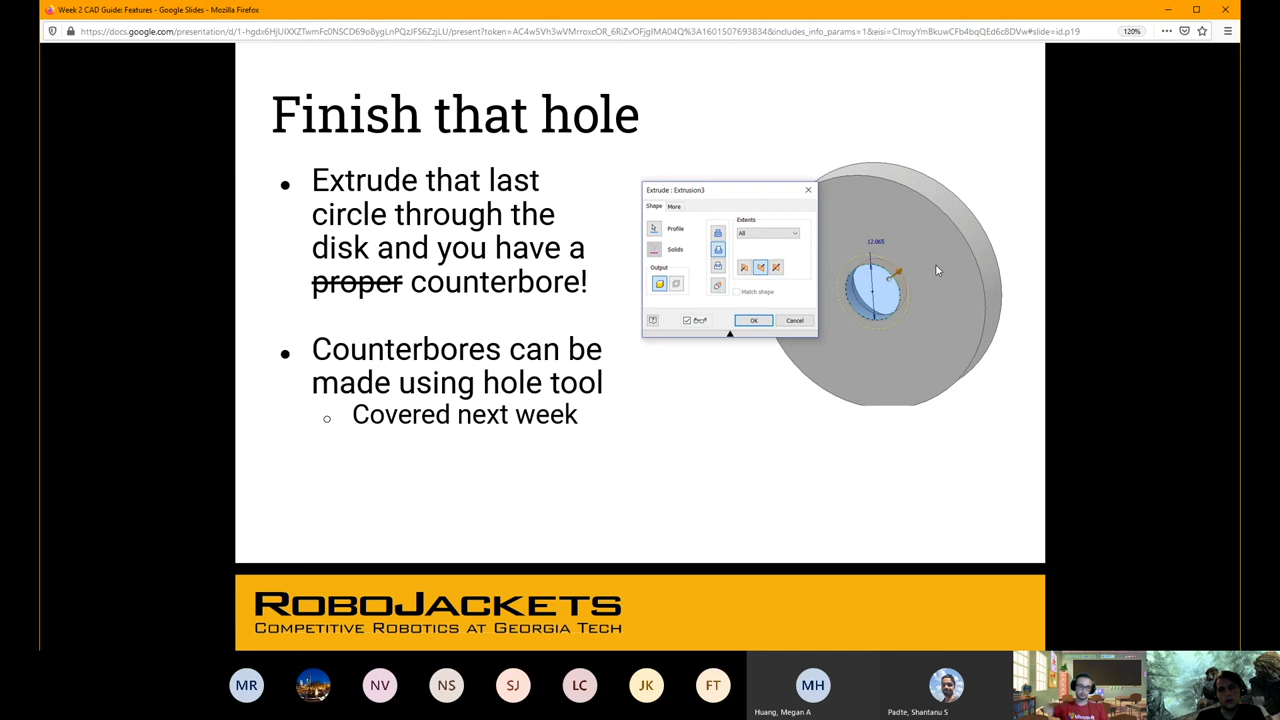 Week 2 CAD Guide: Features - Google Slides - Mozilla Firefox
120%
Finish that hole
Extrude that last
circle through the
disk and you have a
proper counterbore!
Counterbores can be
made using hole tool
Covered next week
Extrude : Extrusion3
Shape
More
Profile
Solids
Output
Extents
All
Match shape
OK
Cancel
12.065
ROBOJACKETS
COMPETITIVE ROBOTICS AT GEORGIA TECH
MR
NV
NS
SJ
LC
JK
FT
MH
Huang, Megan A
Padte, Shantanu S